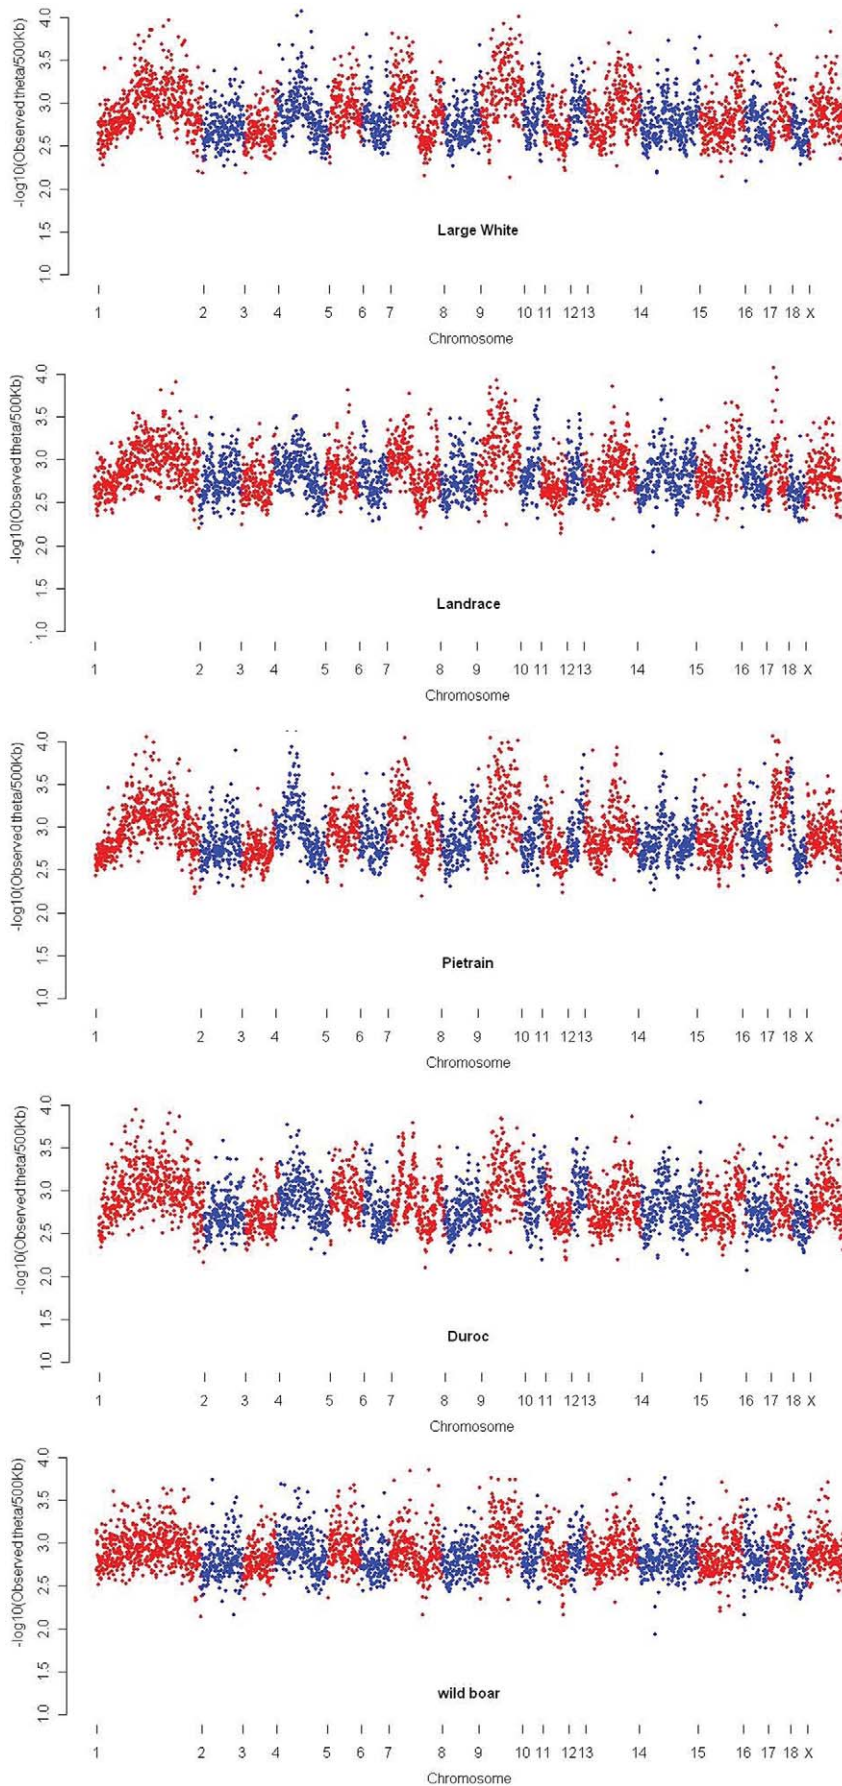 -log10(Observed theta/500Kb)
4.0
3.5
3.0
2.5
2.0
1.5
1.0
Large White
1 2 3 4 5 6 7 8 9 10 11 12 13 14 15 16 17 18 X
Chromosome
-log10(Observed theta/500Kb)
4.0
3.5
3.0
2.5
2.0
1.5
1.0
Landrace
1 2 3 4 5 6 7 8 9 10 11 12 13 14 15 16 17 18 X
Chromosome
-log10(Observed theta/500Kb)
4.0
3.5
3.0
2.5
2.0
1.5
1.0
Pietrain
1 2 3 4 5 6 7 8 9 10 11 12 13 14 15 16 17 18 X
Chromosome
-log10(Observed theta/500Kb)
4.0
3.5
3.0
2.5
2.0
1.5
1.0
Duroc
1 2 3 4 5 6 7 8 9 10 11 12 13 14 15 16 17 18 X
Chromosome
-log10(Observed theta/500Kb)
4.0
3.5
3.0
2.5
2.0
1.5
1.0
wild boar
1 2 3 4 5 6 7 8 9 10 11 12 13 14 15 16 17 18 X
Chromosome